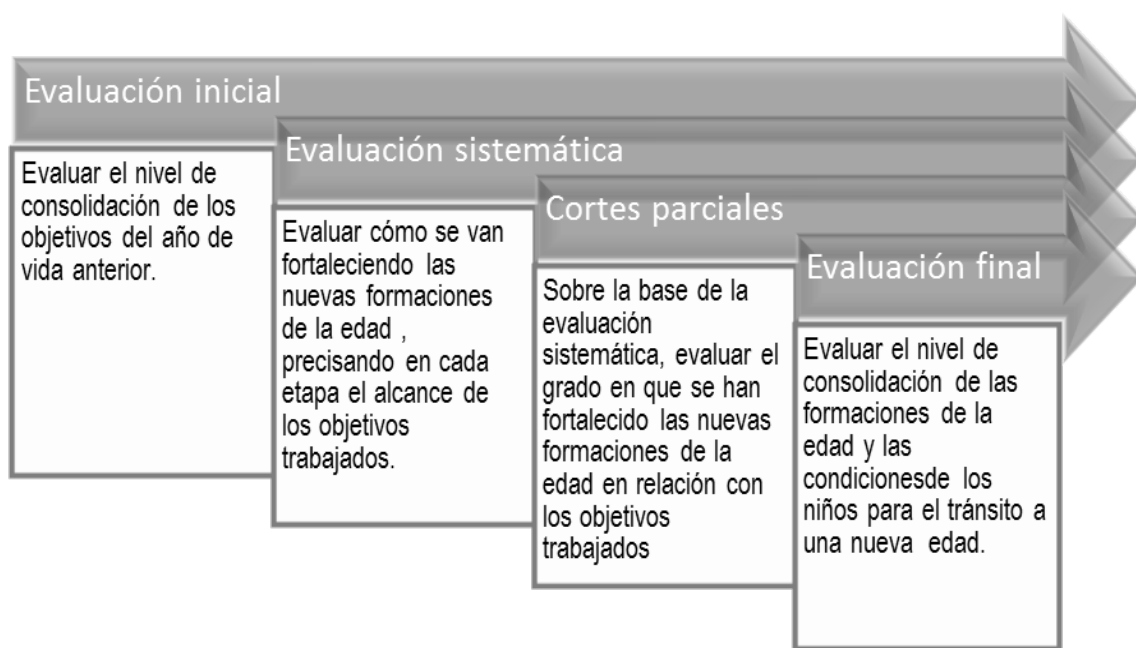 Evaluación inicial
Evaluar el nivel de
consolidación de los
objetivos del año de
vida anterior.
Evaluación sistemática
Evaluar cómo se van
fortaleciendo las
nuevas formaciones
de la edad ,
precisando en cada
etapa el alcance de
los objetivos
trabajados.
Cortes parciales
Sobre la base de la
evaluación
sistemática, evaluar el
grado en que se han
fortalecido las nuevas
formaciones de la
edad en relación con
los objetivos
trabajados
Evaluación final
Evaluar el nivel de
consolidación de las
formaciones de la
edad y las
condicionesde los
niños para el tránsito a
una nueva edad.